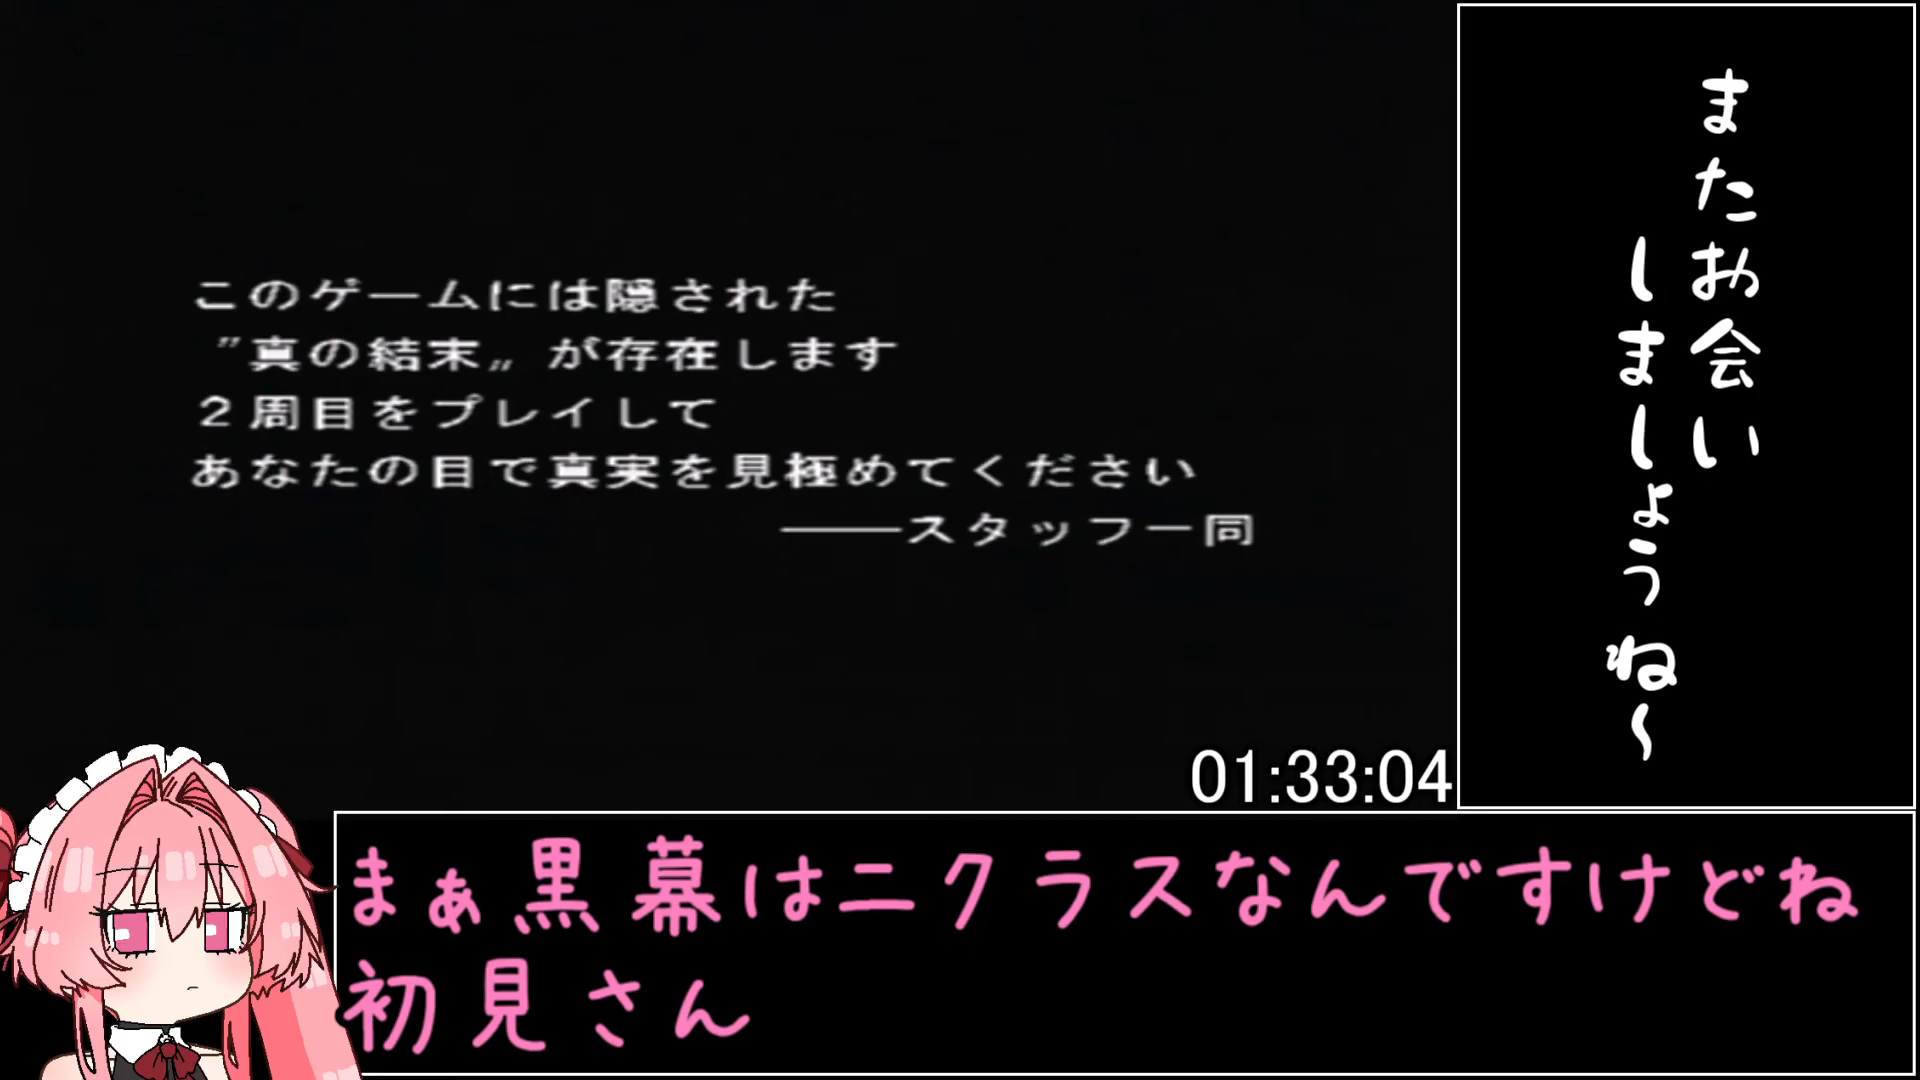 このゲームには隠された
〝真の結末〟が存在します
２周目をプレイして
あなたの目で真実を見極めてください
――スタッフ一同
またお会い
しましょうね～
01:33:04
まぁ黒幕はニクラスなんですけどね
初見さん